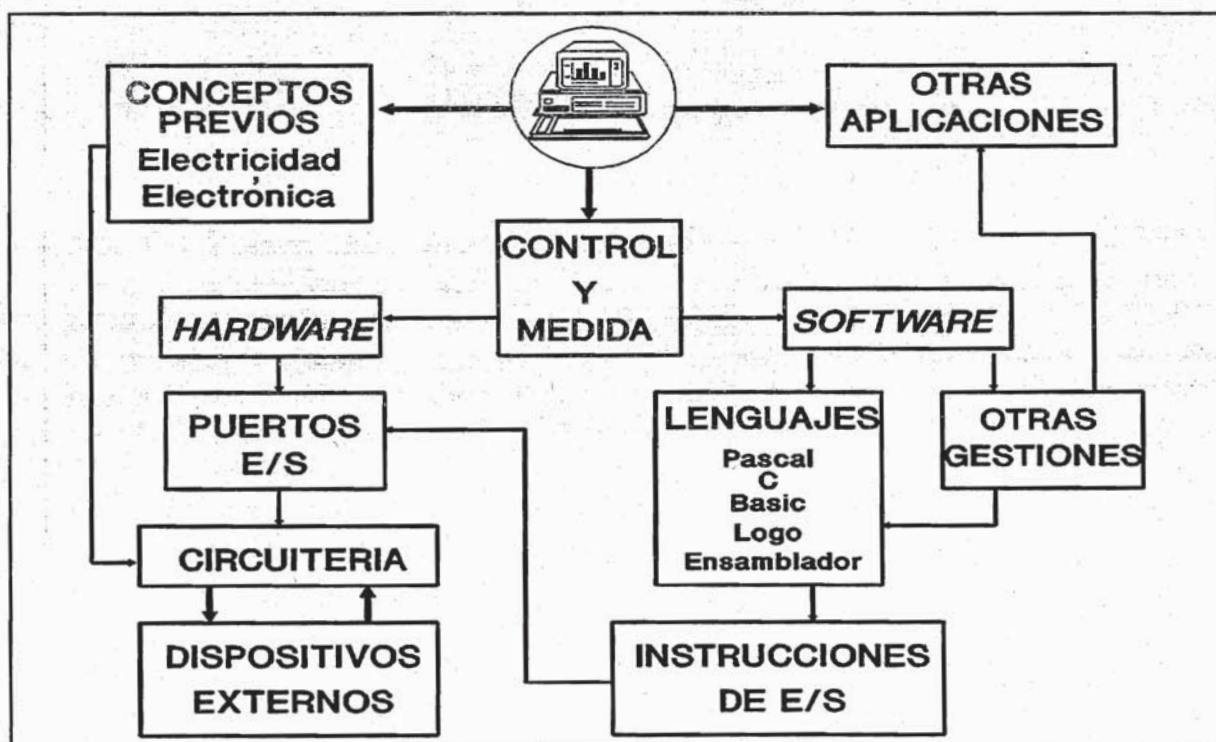 CONCEPTOS
PREVIOS
Electricidad
Electrónica
OTRAS
APLICACIONES
CONTROL
Y
MEDIDA
HARDWARE
SOFTWARE
PUERTOS
E/S
LENGUAJES
Pascal
C
Basic
Logo
Ensamblador
OTRAS
GESTIONES
CIRCUITERIA
DISPOSITIVOS
EXTERNOS
INSTRUCCIONES
DE E/S